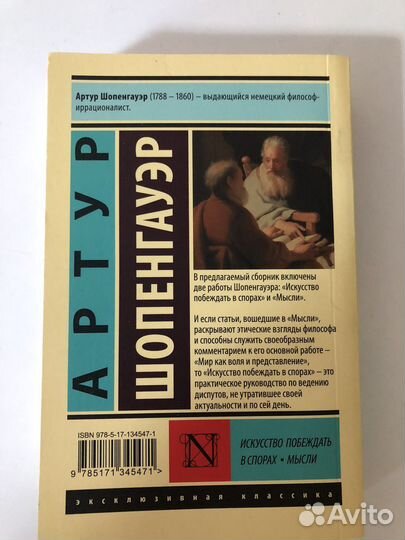 Артур Шопенгауэр (1788 – 1860) – выдающийся немецкий философ-
иррационалист.
АРТУР
ШОПЕНГАУЭР
В предлагаемый сборник включены
две работы Шопенгауэра: «Искусство
побеждать в спорах» и «Мысли».
И если статьи, вошедшие в «Мысли»,
раскрывают этические взгляды философа
и способны служить своеобразным
комментарием к его основной работе –
«Мир как воля и представление»,
то «Искусство побеждать в спорах» – это
практическое руководство по ведению
диспутов, не утратившее своей
актуальности и по сей день.
ISBN 978-5-17-134547-1
9 785171 345471 >
N
ИСКУССТВО ПОБЕЖДАТЬ
В СПОРАХ • МЫСЛИ
эксклюзивная классика
Avito